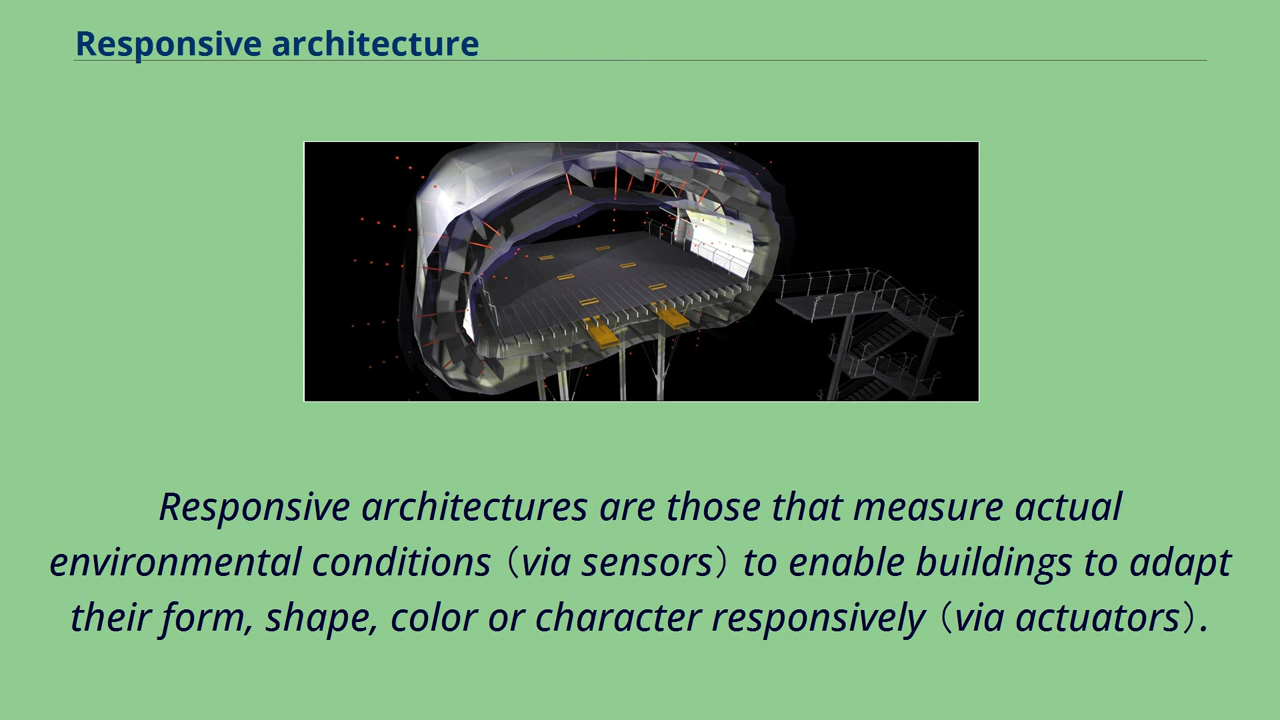 Responsive architecture
Responsive architectures are those that measure actual
environmental conditions（via sensors）to enable buildings to adapt
their form, shape, color or character responsively（via actuators）.